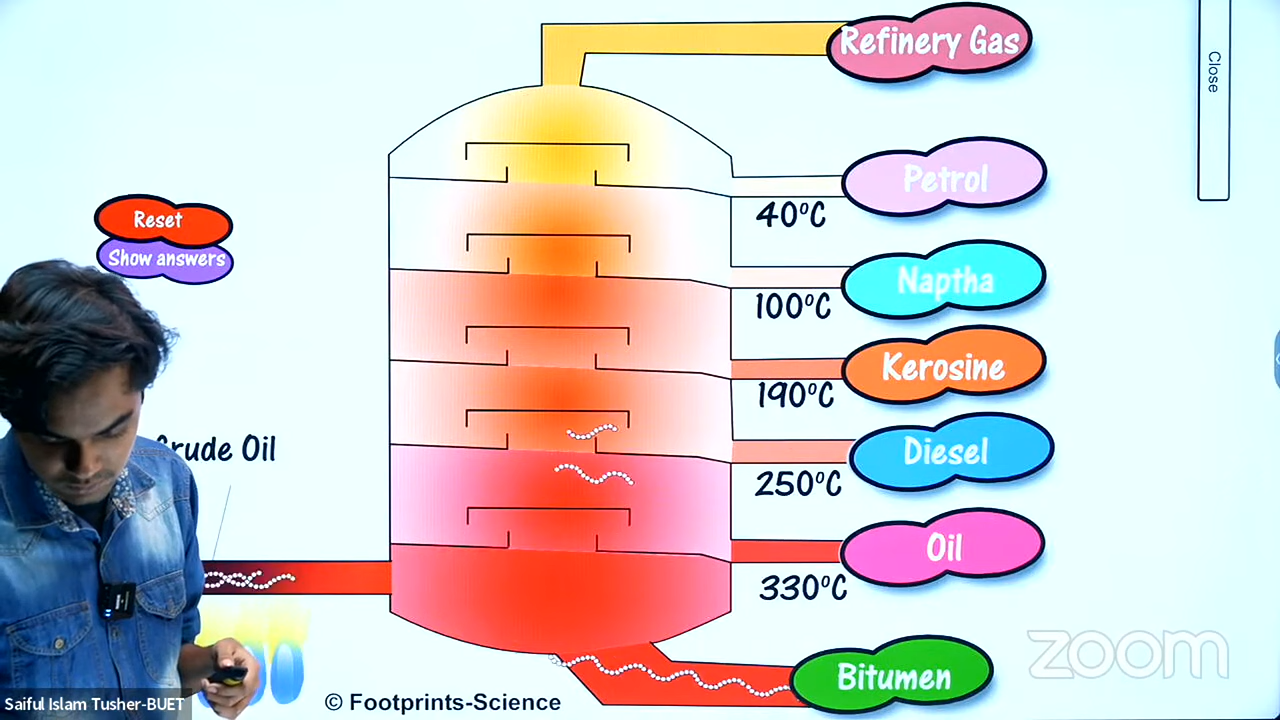 Refinery Gas
Close
Petrol
40°C
Reset
Show answers
Naptha
100°C
Kerosine
190°C
Crude Oil
Diesel
250°C
Oil
330°C
zoom
Bitumen
© Footprints-Science
Saiful Islam Tusher-BUET